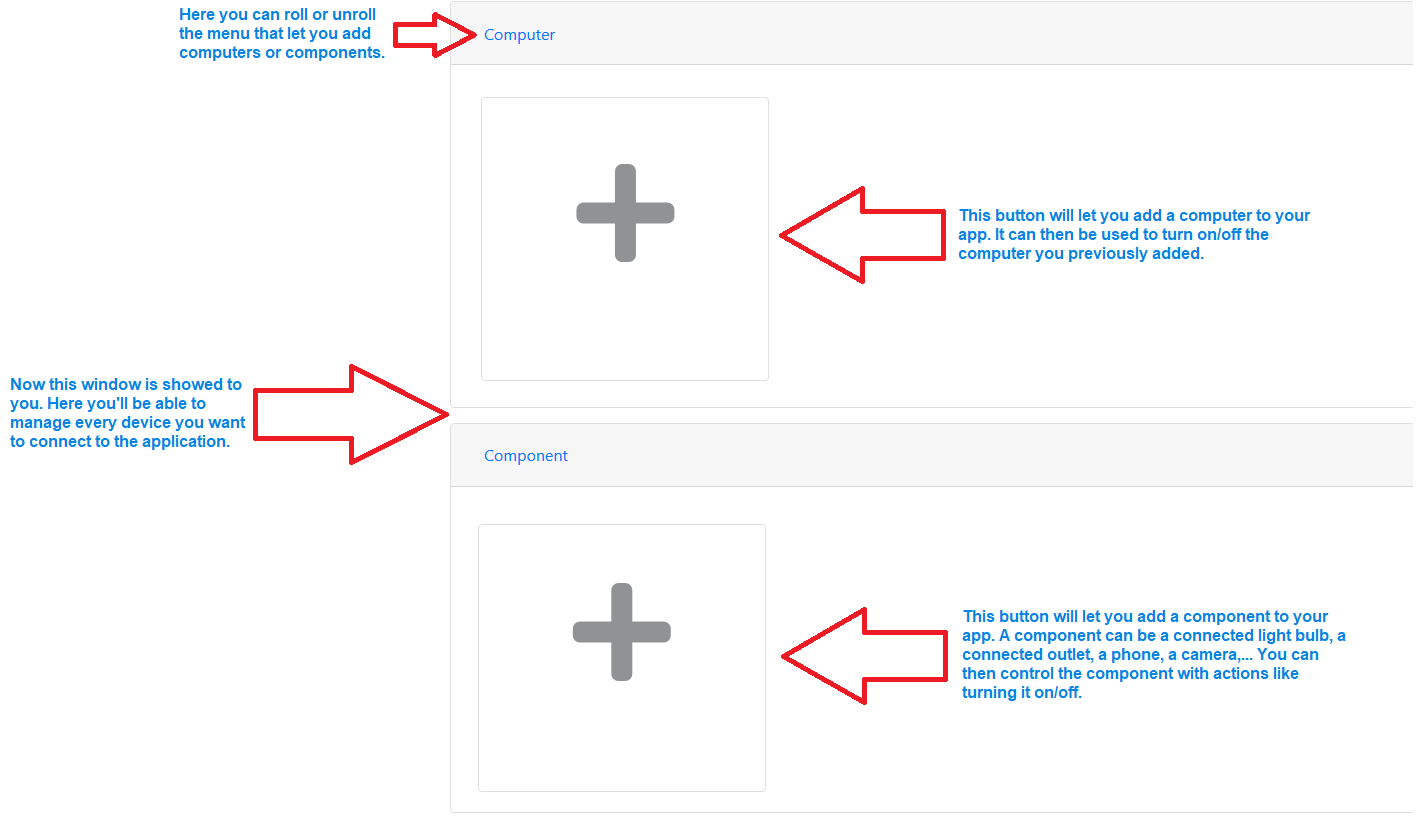 Here you can roll or unroll
the menu that let you add
computers or components.
Computer
This button will let you add a computer to your
app. It can then be used to turn on/off the
computer you previously added.
Now this window is showed to
you. Here you'll be able to
manage every device you want
to connect to the application.
Component
This button will let you add a component to your
app. A component can be a connected light bulb, a
connected outlet, a phone, a camera,... You can
then control the component with actions like
turning it on/off.